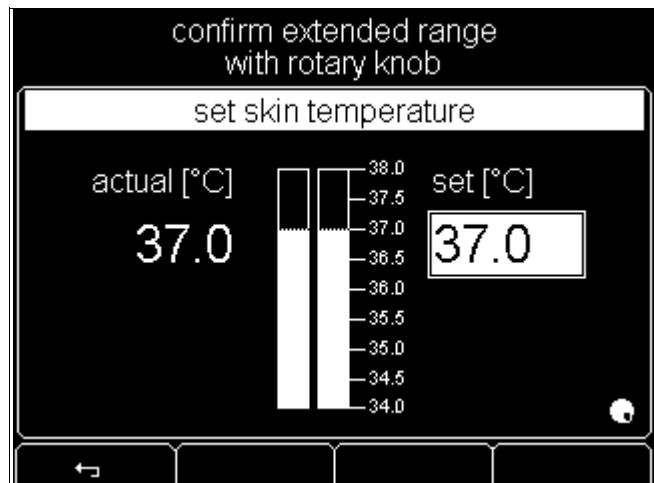 confirm extended range
with rotary knob
set skin temperature
actual [°C]
set [°C]
37.0
37.0
38.0
37.5
37.0
36.5
36.0
35.5
35.0
34.5
34.0